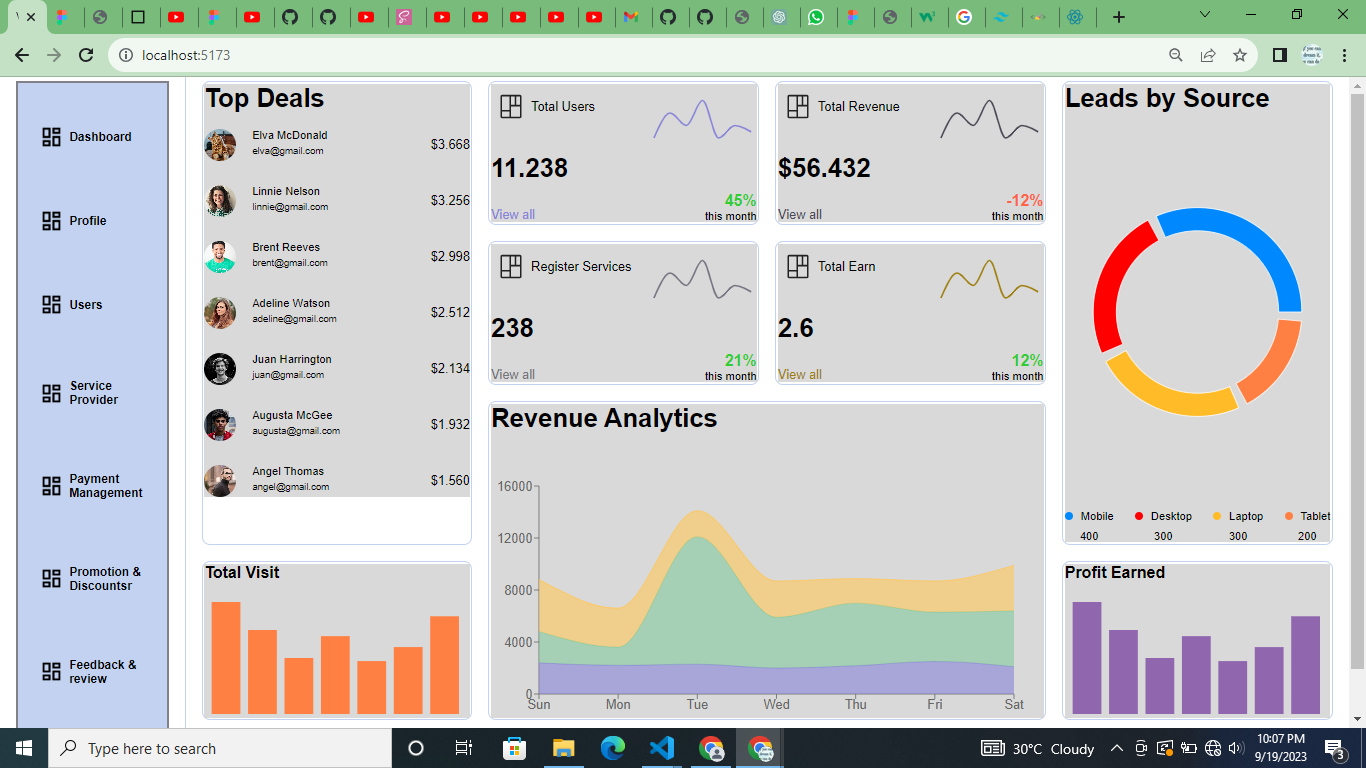 localhost:5173
Dashboard
Profile
Users
Service
Provider
Payment
Management
Promotion &
Discountsr
Feedback &
review
Top Deals
Elva McDonald
elva@gmail.com
$3.668
Linnie Nelson
linnie@gmail.com
$3.256
Brent Reeves
brent@gmail.com
$2.998
Adeline Watson
adeline@gmail.com
$2.512
Juan Harrington
juan@gmail.com
$2.134
Augusta McGee
augusta@gmail.com
$1.932
Angel Thomas
angel@gmail.com
$1.560
Total Visit
Total Users
11.238
View all
45%
this month
Total Revenue
$56.432
View all
-12%
this month
Register Services
238
View all
21%
this month
Total Earn
2.6
View all
12%
this month
Revenue Analytics
16000
12000
8000
4000
0
Sun Mon Tue Wed Thu Fri Sat
Leads by Source
Mobile Desktop Laptop Tablet
400 300 300 200
Profit Earned
Type here to search
30°C Cloudy
10:07 PM
9/19/2023
3